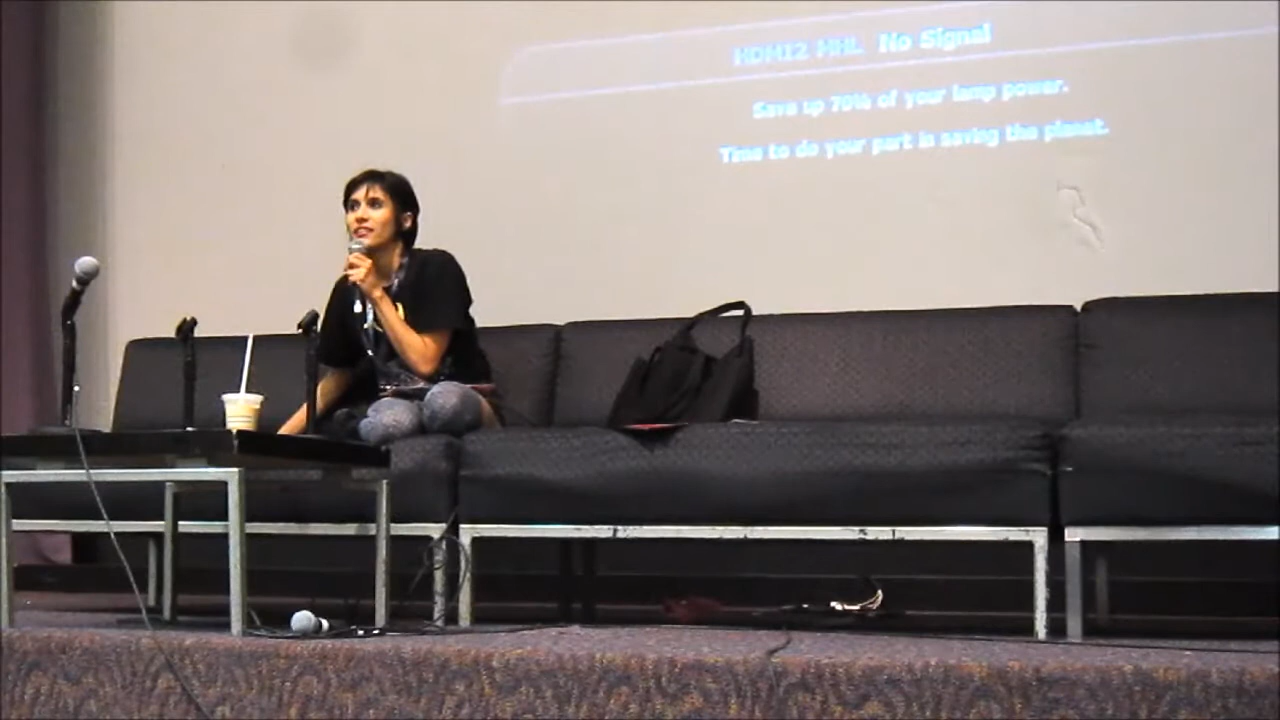 HDMI2 MHL No Signal
Save up 70% of your lamp power.
Time to do your part in saving the planet.